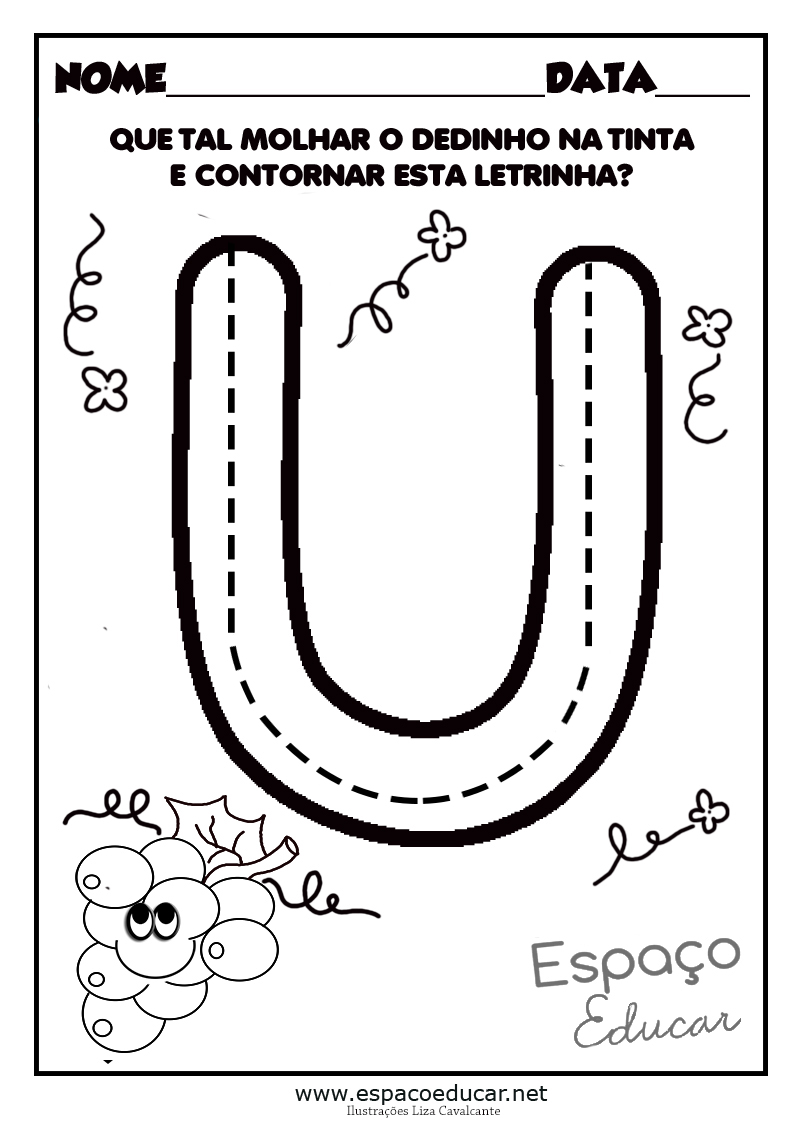 NOME DATA
QUE TAL MOLHAR O DEDINHO NA TINTA
E CONTORNAR ESTA LETRINHA?
U
Espaço
Educar
www.espacoeducar.net
Ilustrações Liza Cavalcante